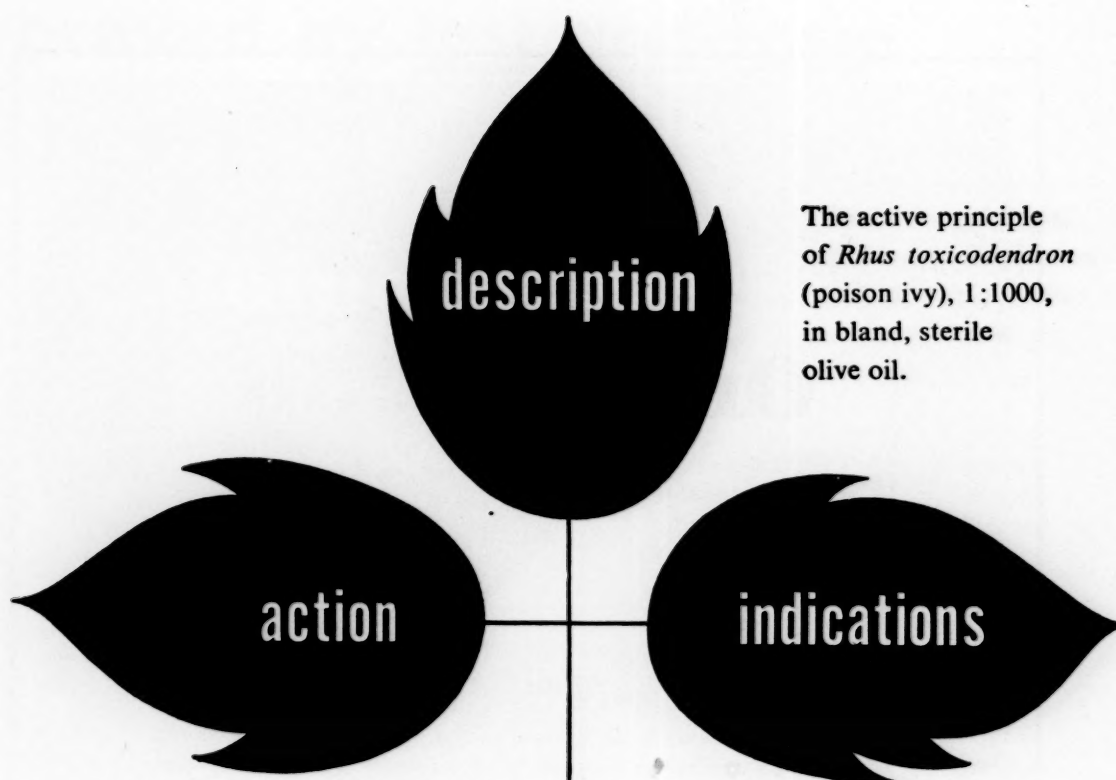 description
The active principle
of Rhus toxicodendron
(poison ivy), 1:1000,
in bland, sterile
olive oil.
action
indications